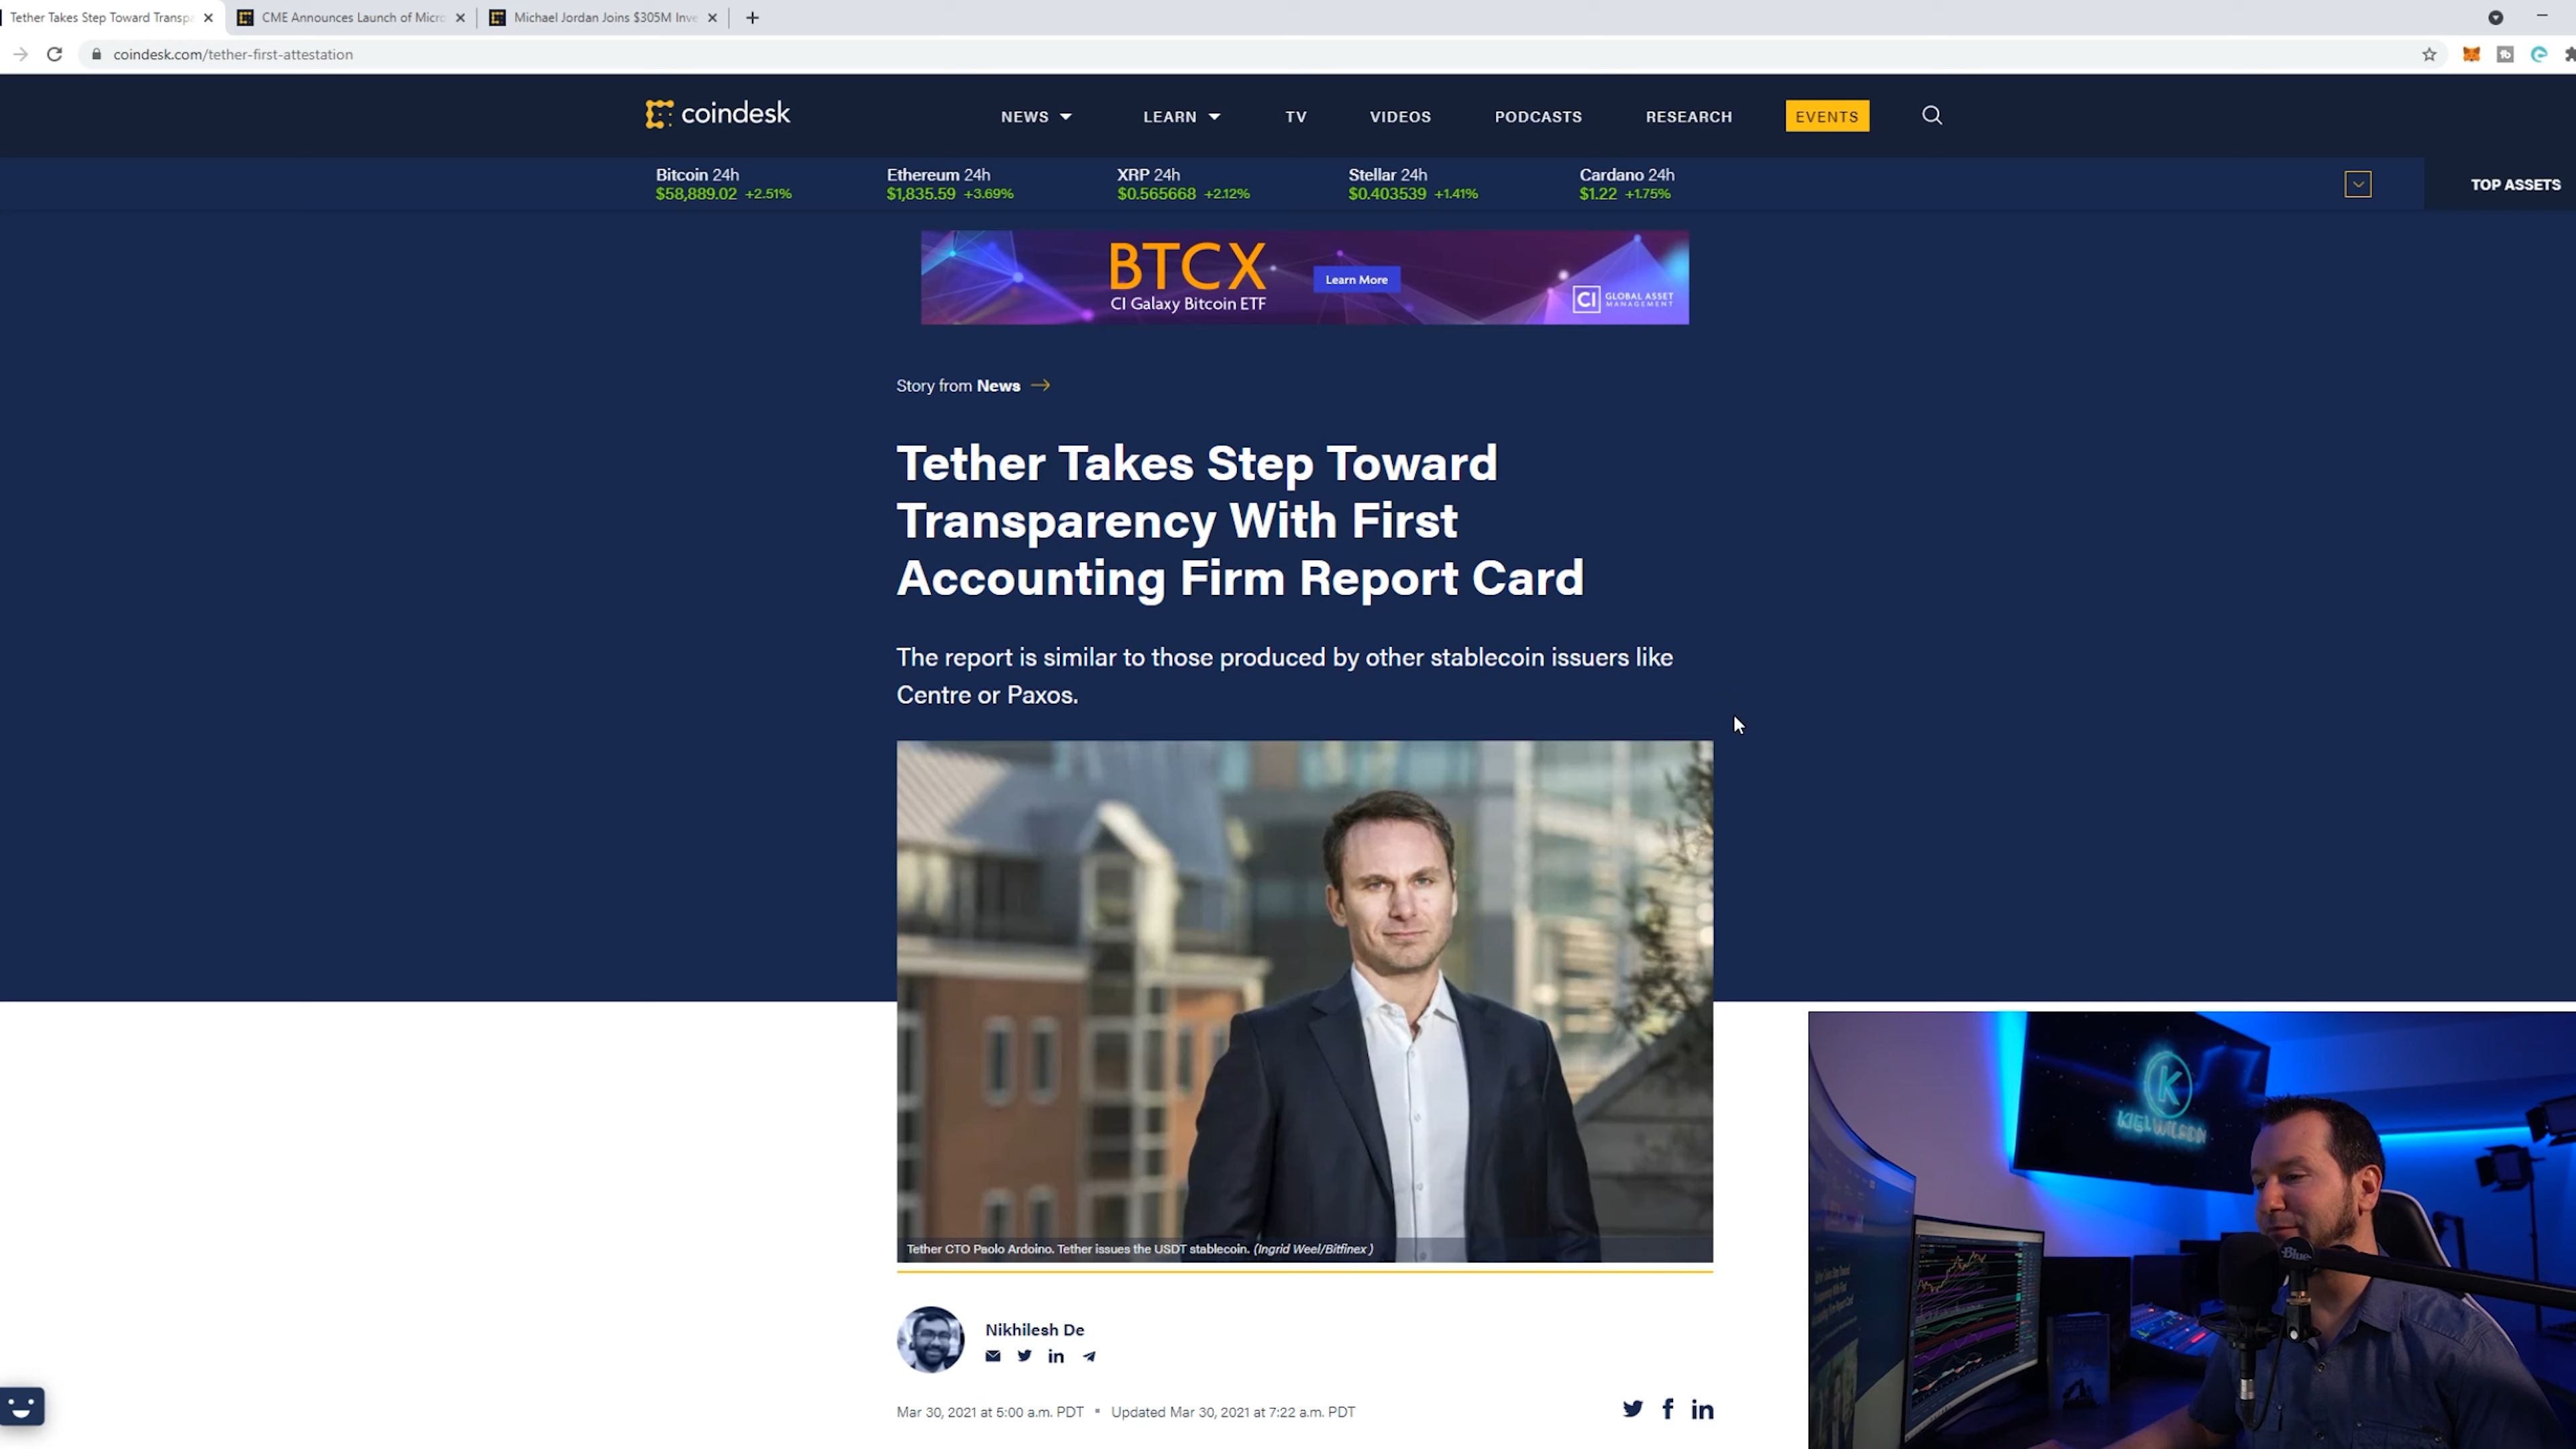 Tether Takes Step Toward Transp
CME Announces Launch of Micro
Michael Jordan Joins $305M Inve
coindesk.com/tether-first-attestation
coindesk
NEWS
LEARN
TV
VIDEOS
PODCASTS
RESEARCH
EVENTS
Bitcoin 24h
$58,889.02 +2.51%
Ethereum 24h
$1,835.59 +3.69%
XRP 24h
$0.565668 +2.12%
Stellar 24h
$0.403539 +1.41%
Cardano 24h
$1.22 +1.75%
TOP ASSETS
BTCX
CI Galaxy Bitcoin ETF
Learn More
CI GLOBAL ASSET
MANAGEMENT
Story from News
Tether Takes Step Toward
Transparency With First
Accounting Firm Report Card
The report is similar to those produced by other stablecoin issuers like
Centre or Paxos.
Tether CTO Paolo Ardoino. Tether issues the USDT stablecoin. (Ingrid Weel/Bitfinex )
K
KIEL WILSON
Blue
Nikhilesh De
Mar 30, 2021 at 5:00 a.m. PDT ▪ Updated Mar 30, 2021 at 7:22 a.m. PDT